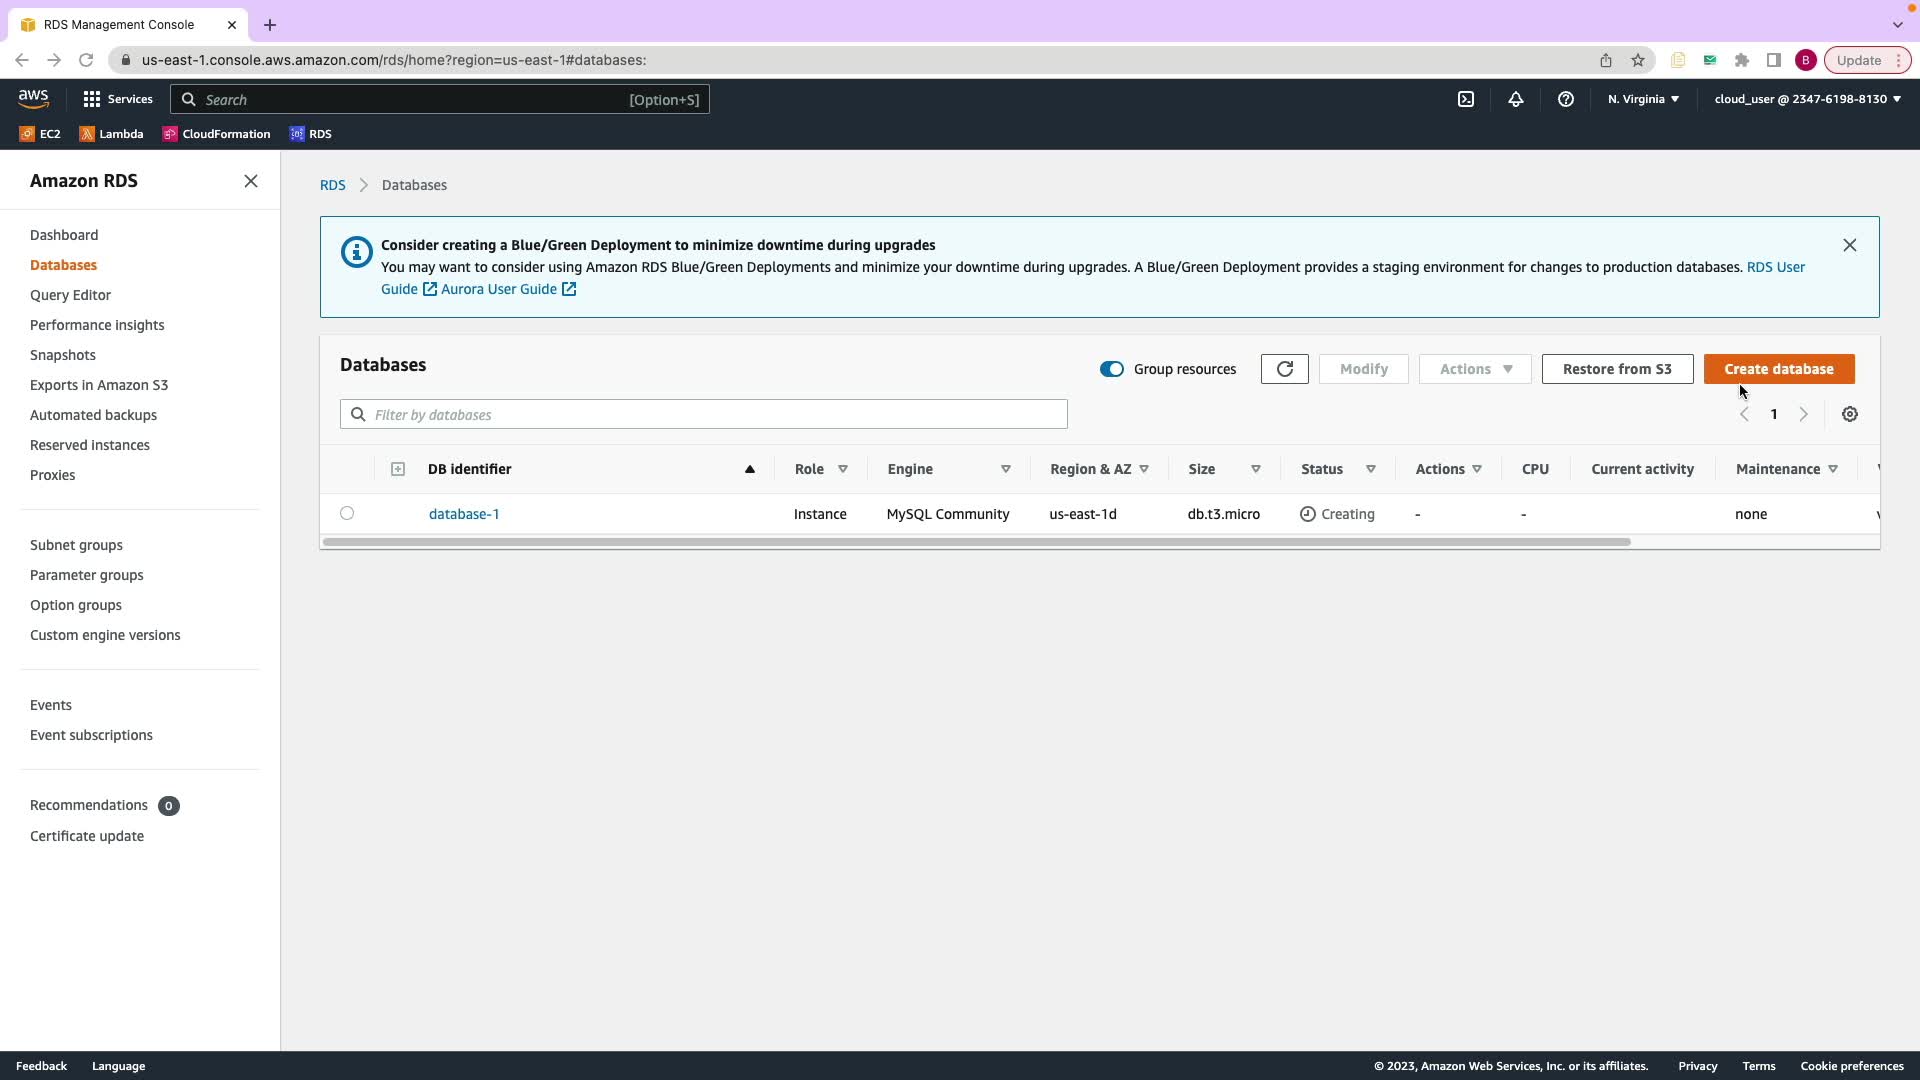 RDS Management Console
us-east-1.console.aws.amazon.com/rds/home?region=us-east-1#databases:
B
Update
aws
Services
Search
[Option+S]
N. Virginia
cloud_user @ 2347-6198-8130
EC2
Lambda
CloudFormation
RDS
Amazon RDS
Dashboard
Databases
Query Editor
Performance insights
Snapshots
Exports in Amazon S3
Automated backups
Reserved instances
Proxies
Subnet groups
Parameter groups
Option groups
Custom engine versions
Events
Event subscriptions
Recommendations 0
Certificate update
RDS > Databases
Consider creating a Blue/Green Deployment to minimize downtime during upgrades
You may want to consider using Amazon RDS Blue/Green Deployments and minimize your downtime during upgrades. A Blue/Green Deployment provides a staging environment for changes to production databases. RDS User
Guide Aurora User Guide
Databases
Group resources
Modify
Actions
Restore from S3
Create database
Filter by databases
1
DB identifier Role Engine Region & AZ Size Status Actions CPU Current activity Maintenance
database-1 Instance MySQL Community us-east-1d db.t3.micro Creating - - none
Feedback Language © 2023, Amazon Web Services, Inc. or its affiliates. Privacy Terms Cookie preferences